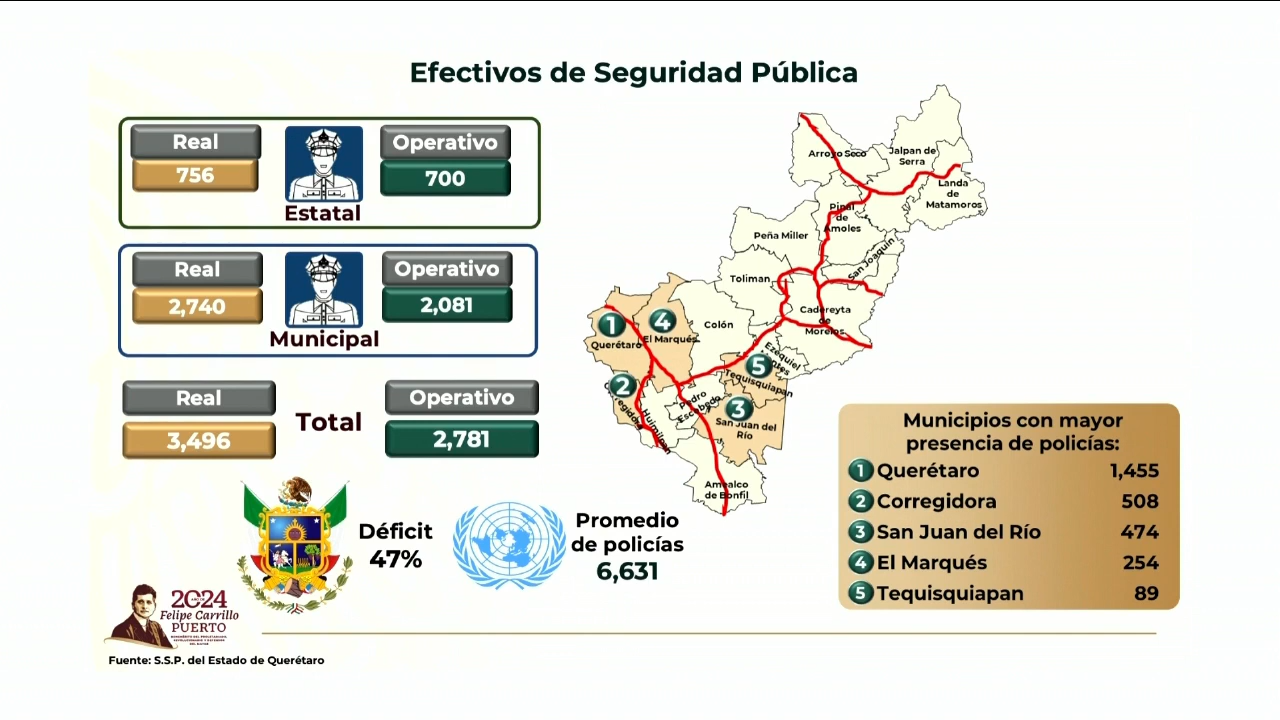 Efectivos de Seguridad Pública
Real
756
Operativo
700
Estatal
Real
2,740
Operativo
2,081
Municipal
Real
3,496
Total
Operativo
2,781
Déficit
47%
Promedio
de policías
6,631
Arroyo Seco
Jalpan de
Serra
Landa
de
Matamoros
Pinal
de
Amoles
Peña Miller
San Joaquín
Toliman
Cadereyta
de
Morelos
Colón
1
Querétaro
4
El Marqués
Ezequiel
5
Tequisquiapan
2
Corregidora
Huimilpan
Pedro
Escobedo
3
San Juan del
Río
Amealco
de Bonfil
Municipios con mayor
presencia de policías:
1 Querétaro 1,455
2 Corregidora 508
3 San Juan del Río 474
4 El Marqués 254
5 Tequisquiapan 89
2024
Felipe Carrillo
PUERTO
Fuente: S.S.P. del Estado de Querétaro